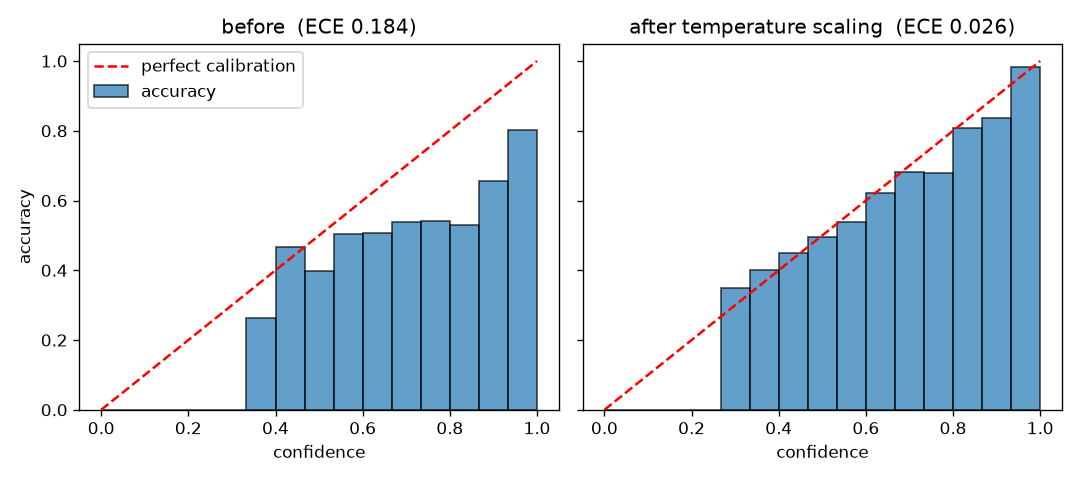 before  (ECE 0.184)
perfect calibration
accuracy
accuracy
1.0
0.8
0.6
0.4
0.2
0.0
0.0 0.2 0.4 0.6 0.8 1.0
confidence
after temperature scaling  (ECE 0.026)
0.0 0.2 0.4 0.6 0.8 1.0
confidence